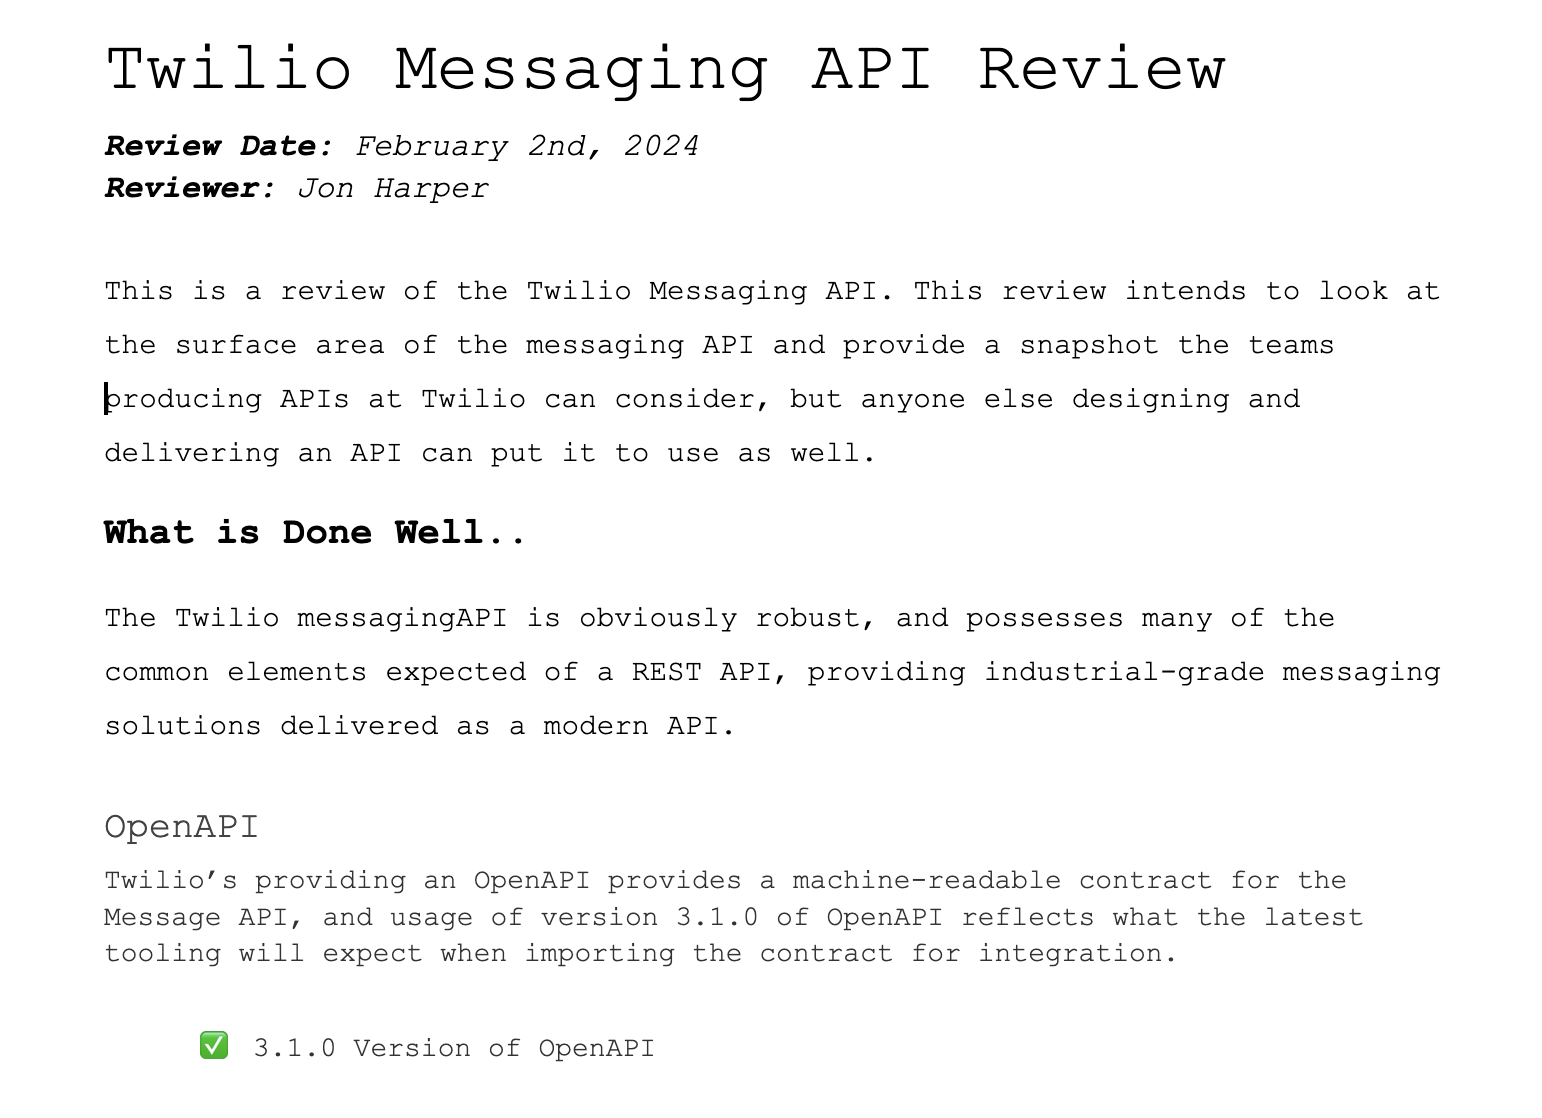 Twilio Messaging API Review
Review Date: February 2nd, 2024
Reviewer: Jon Harper
This is a review of the Twilio Messaging API. This review intends to look at
the surface area of the messaging API and provide a snapshot the teams
producing APIs at Twilio can consider, but anyone else designing and
delivering an API can put it to use as well.
What is Done Well..
The Twilio messagingAPI is obviously robust, and possesses many of the
common elements expected of a REST API, providing industrial-grade messaging
solutions delivered as a modern API.
OpenAPI
Twilio’s providing an OpenAPI provides a machine-readable contract for the
Message API, and usage of version 3.1.0 of OpenAPI reflects what the latest
tooling will expect when importing the contract for integration.
✅ 3.1.0 Version of OpenAPI